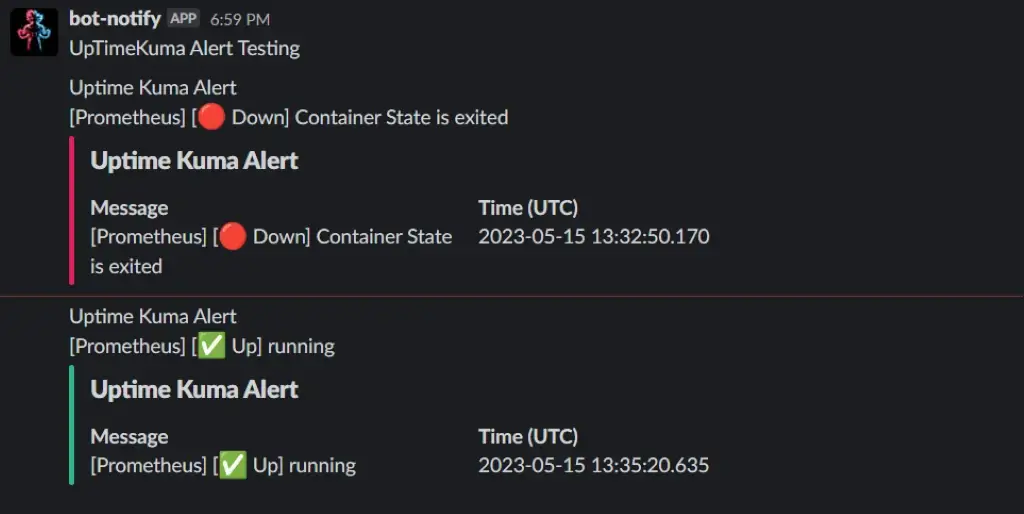 bot-notify APP 6:59 PM
UpTimeKuma Alert Testing
Uptime Kuma Alert
[Prometheus] [🔴 Down] Container State is exited
Uptime Kuma Alert
Message Time (UTC)
[Prometheus] [🔴 Down] Container State 2023-05-15 13:32:50.170
is exited
Uptime Kuma Alert
[Prometheus] [✅ Up] running
Uptime Kuma Alert
Message Time (UTC)
[Prometheus] [✅ Up] running 2023-05-15 13:35:20.635